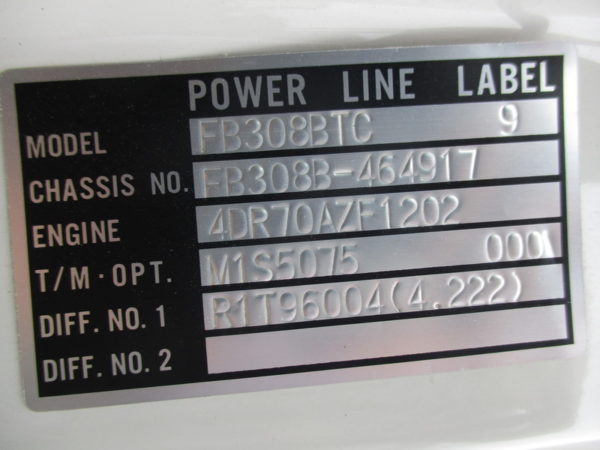 POWER LINE LABEL
MODEL FB308BTC 9
CHASSIS NO. FB308B-464917
ENGINE 4DR70AZF1202
T/M·OPT. M1S5075 000
DIFF. NO. 1 R1T96004(4.222)
DIFF. NO. 2